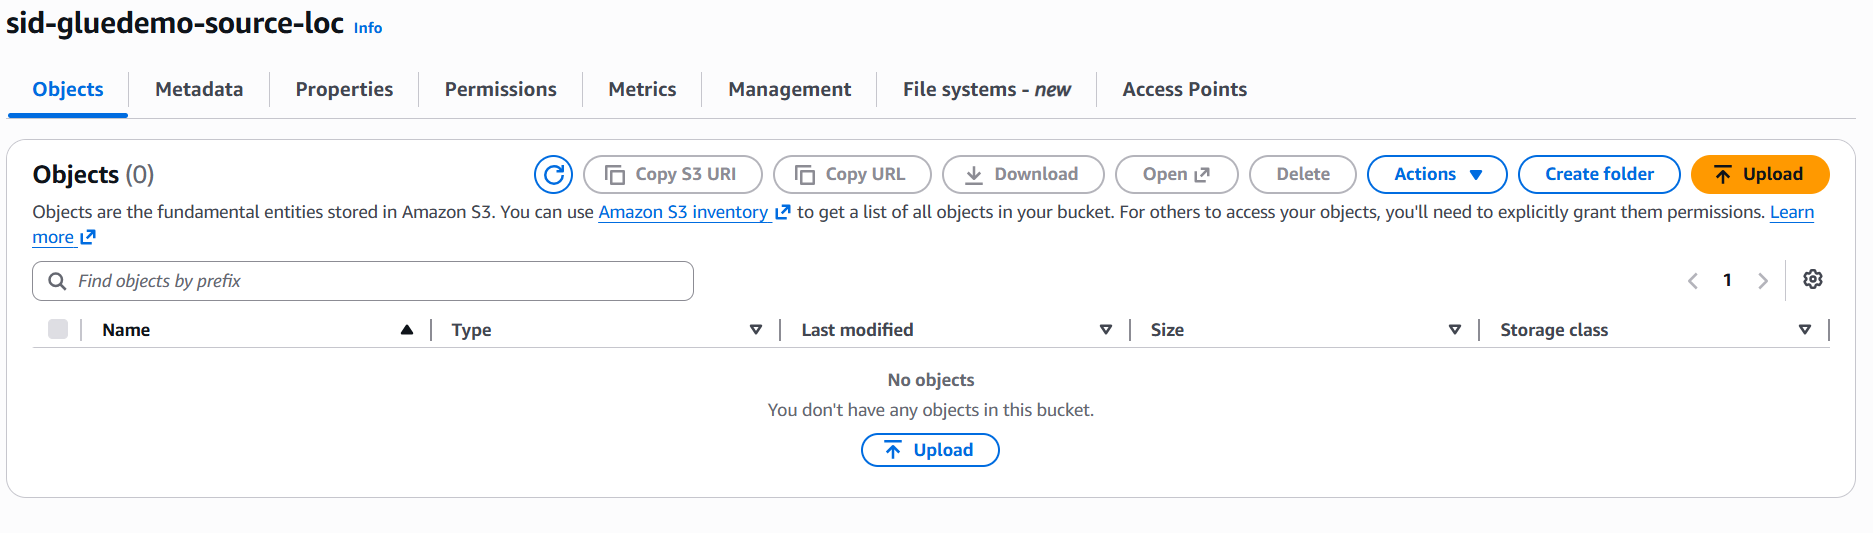 sid-gluedemo-source-loc Info
Objects Metadata Properties Permissions Metrics Management File systems - new Access Points
Objects (0) Copy S3 URI Copy URL Download Open Delete Actions Create folder Upload
Objects are the fundamental entities stored in Amazon S3. You can use Amazon S3 inventory to get a list of all objects in your bucket. For others to access your objects, you'll need to explicitly grant them permissions. Learn
more
Find objects by prefix 1
Name Type Last modified Size Storage class
No objects
You don't have any objects in this bucket.
Upload